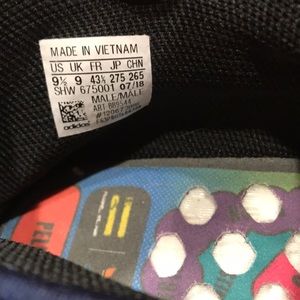 MADE IN VIETNAM
US UK FR JP CHN
9½ 9 43⅓ 275 265
SHW 675001 07/18
MALE/MALE
adidas